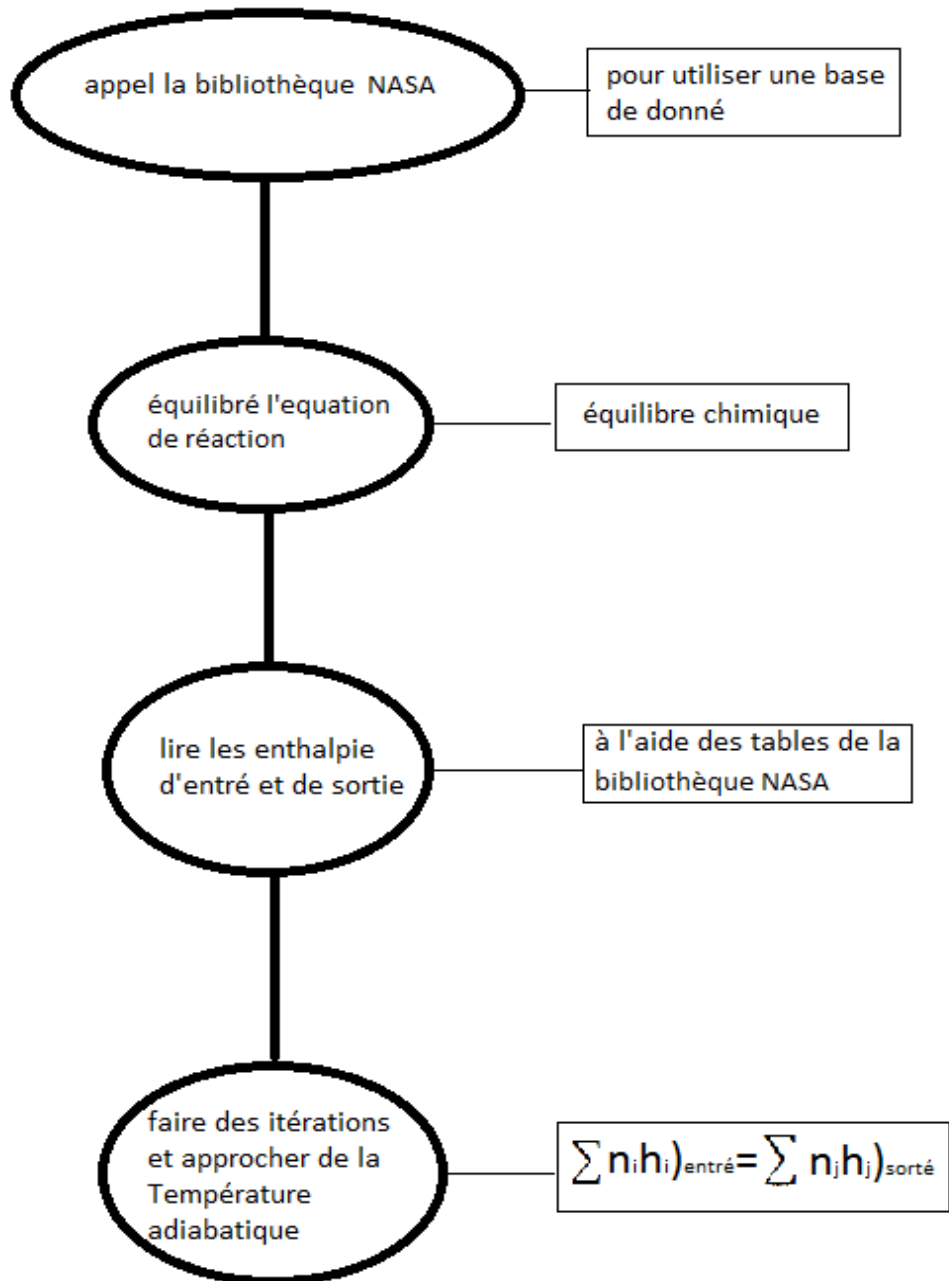 appel la bibliothèque NASA
pour utiliser une base
de donné
équilibré l'equation
de réaction
équilibre chimique
lire les enthalpie
d'entré et de sortie
à l'aide des tables de la
bibliothèque NASA
faire des itérations
et approcher de la
Température
adiabatique
∑nᵢhᵢ)entré=∑ nⱼhⱼ)sorté